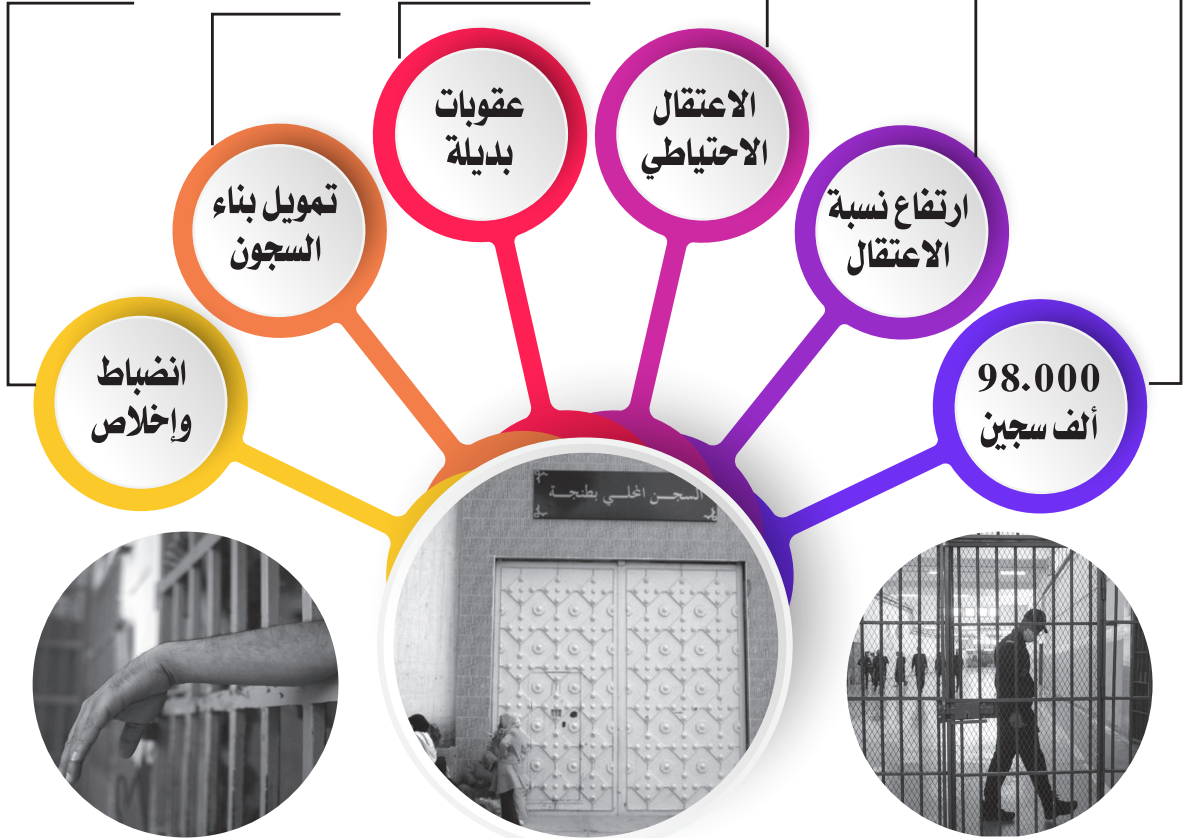 98.000
ألف سجين
ارتفاع نسبة
الاعتقال
الاعتقال
الاحتياطي
عقوبات
بديلة
تمويل بناء
السجون
انضباط
وإخلاص
السجن المحلي بطنجة